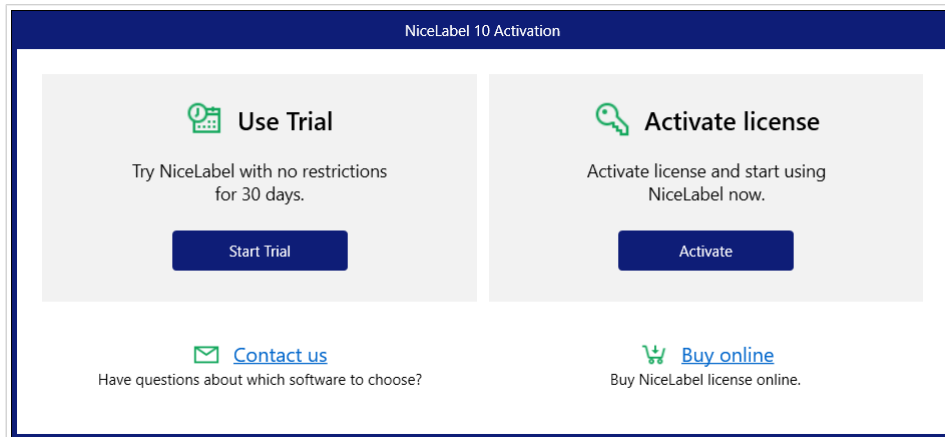 NiceLabel 10 Activation
Use Trial
Try NiceLabel with no restrictions
for 30 days.
Start Trial
Activate license
Activate license and start using
NiceLabel now.
Activate
Contact us
Have questions about which software to choose?
Buy online
Buy NiceLabel license online.